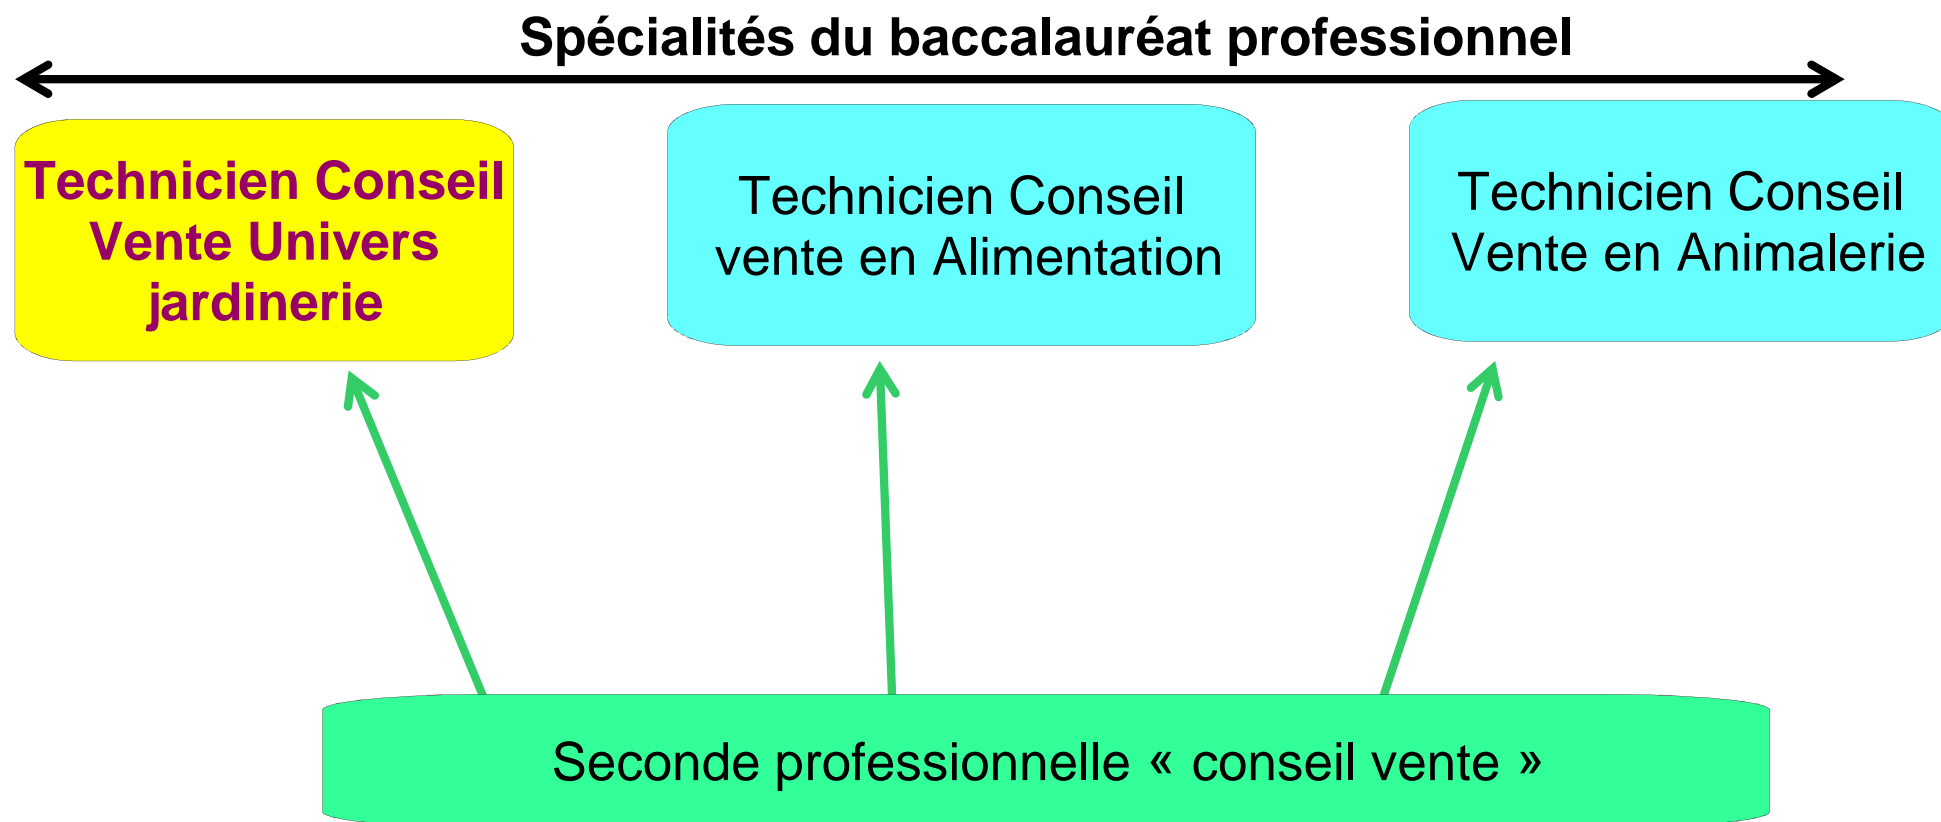 Spécialités du baccalauréat professionnel
Technicien Conseil
Vente Univers
jardinerie
Technicien Conseil
vente en Alimentation
Technicien Conseil
Vente en Animalerie
Seconde professionnelle « conseil vente »